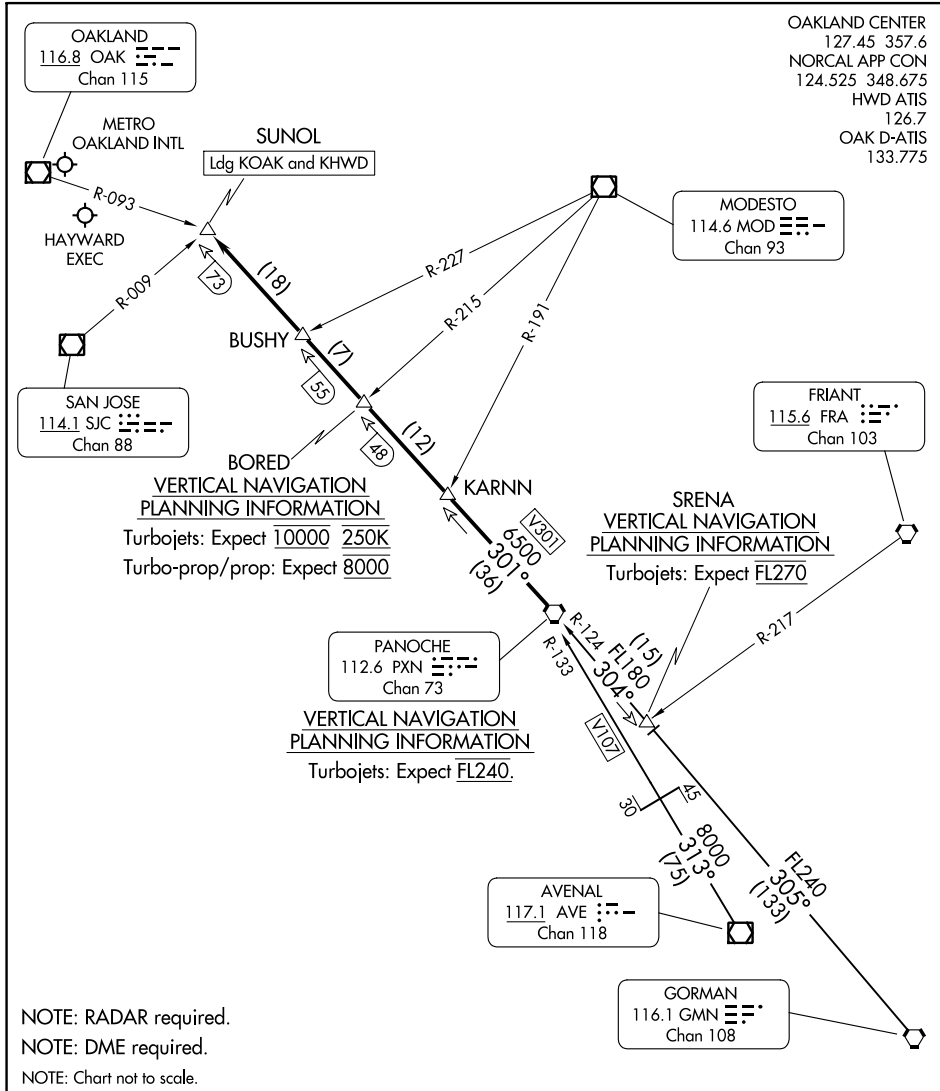 OAKLAND
116.8 OAK
Chan 115
OAKLAND CENTER
127.45 357.6
NORCAL APP CON
124.525 348.675
HWD ATIS
126.7
OAK D-ATIS
133.775
METRO
OAKLAND INTL
SUNOL
Ldg KOAK and KHWD
R-093
HAYWARD
EXEC
R-009
73
(18)
MODESTO
114.6 MOD
Chan 93
R-227
R-215
R-191
BUSHY
(7)
55
SAN JOSE
114.1 SJC
Chan 88
FRIANT
115.6 FRA
Chan 103
48
(12)
BORED
VERTICAL NAVIGATION
PLANNING INFORMATION
Turbojets: Expect 10000 250K
Turbo-prop/prop: Expect 8000
KARNN
V301
6500
301°
(36)
SRENA
VERTICAL NAVIGATION
PLANNING INFORMATION
Turbojets: Expect FL270
R-217
PANOCHE
112.6 PXN
Chan 73
VERTICAL NAVIGATION
PLANNING INFORMATION
Turbojets: Expect FL240.
R-124
R-133
(15)
FL180
304°
V107
30
45
8000
313°
(75)
FL240
305°
(133)
AVENAL
117.1 AVE
Chan 118
GORMAN
116.1 GMN
Chan 108
NOTE: RADAR required.
NOTE: DME required.
NOTE: Chart not to scale.